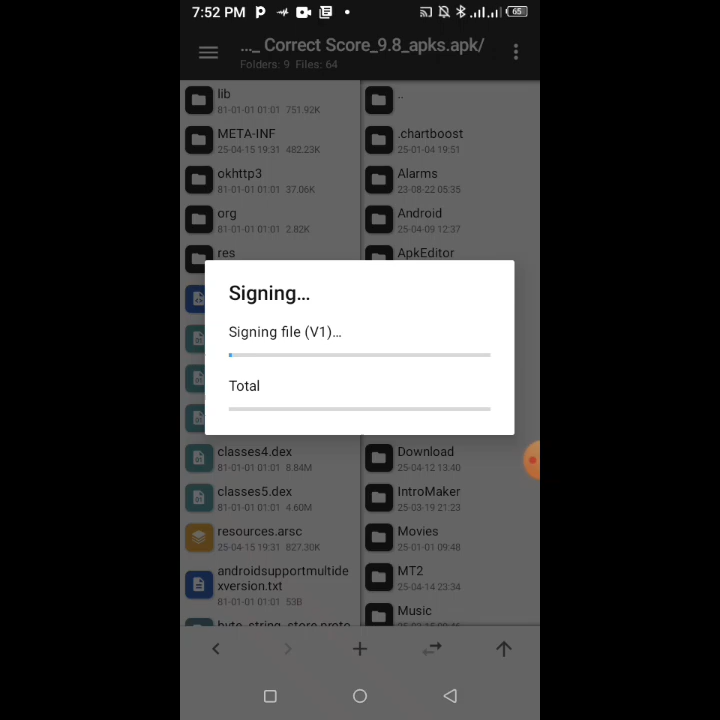 7:52 PM
65
..._ Correct Score_9.8_apks.apk/
Folders: 9 Files: 64
lib
81-01-01 01:01 751.92K
META-INF
25-04-15 19:31 482.23K
okhttp3
81-01-01 01:01 37.06K
org
81-01-01 01:01 2.82K
res
..
.chartboost
25-01-04 19:51
Alarms
23-08-22 05:35
Android
25-04-09 12:37
ApkEditor
Signing...
Signing file (V1)...
Total
classes4.dex
81-01-01 01:01 8.84M
classes5.dex
81-01-01 01:01 4.60M
resources.arsc
25-04-15 19:31 827.30K
androidsupportmultide
xversion.txt
81-01-01 01:01 53B
Download
25-04-12 13:40
IntroMaker
25-03-19 21:23
Movies
25-01-01 09:48
MT2
25-04-14 23:34
Music